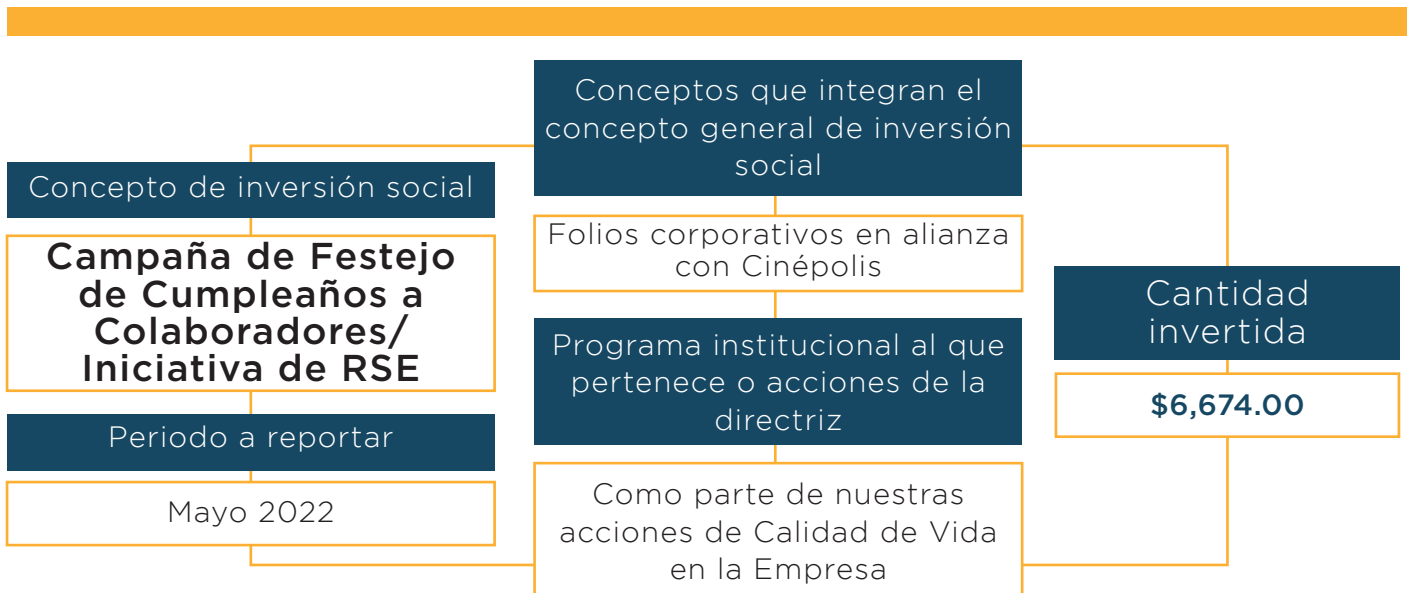 Concepto de inversión social
Campaña de Festejo
de Cumpleaños a
Colaboradores/
Iniciativa de RSE
Periodo a reportar
Mayo 2022
Conceptos que integran el
concepto general de inversión
social
Folios corporativos en alianza
con Cinépolis
Programa institucional al que
pertenece o acciones de la
directriz
Como parte de nuestras
acciones de Calidad de Vida
en la Empresa
Cantidad
invertida
$6,674.00